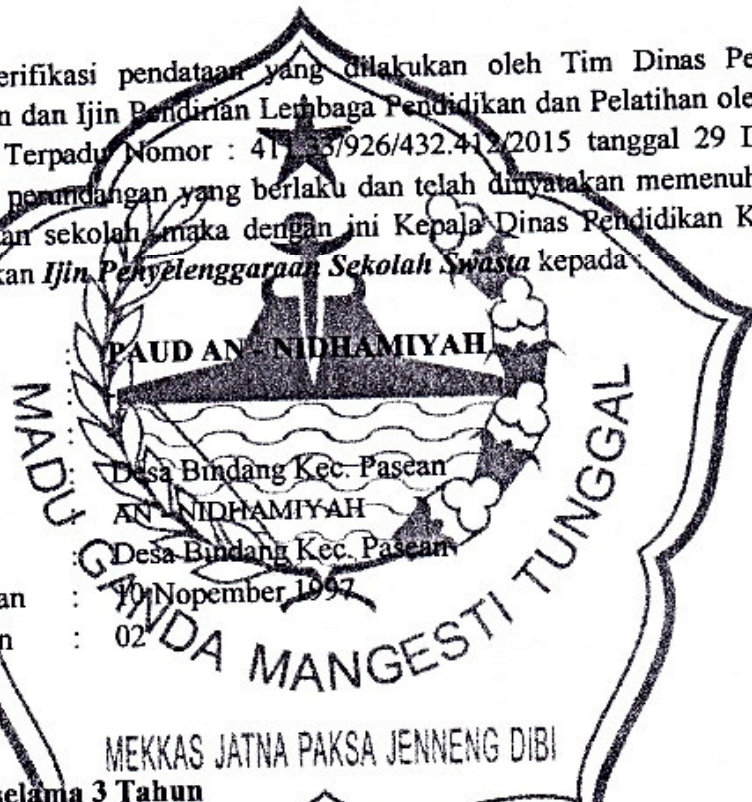 erifikasi pendataan yang dilakukan oleh Tim Dinas Pe
n dan Ijin Pendirian Lembaga Pendidikan dan Pelatihan ole
Terpadu Nomor : 411.33/926/432.412/2015 tanggal 29 D
perundangan yang berlaku dan telah dinyatakan memenuh
an sekolah, maka dengan ini Kepala Dinas Pendidikan K
kan Ijin Penyelenggaraan Sekolah Swasta kepada :
: PAUD AN - NIDHAMIYAH
:
:
: Desa Bindang Kec. Pasean
: AN - NIDHAMIYAH
: Desa Bindang Kec. Pasean
an : 10 Nopember 1997
n : 02
MADU GANDA MANGESTI TUNGGAL
MEKKAS JATNA PAKSA JENNENG DIBI
selama 3 Tahun